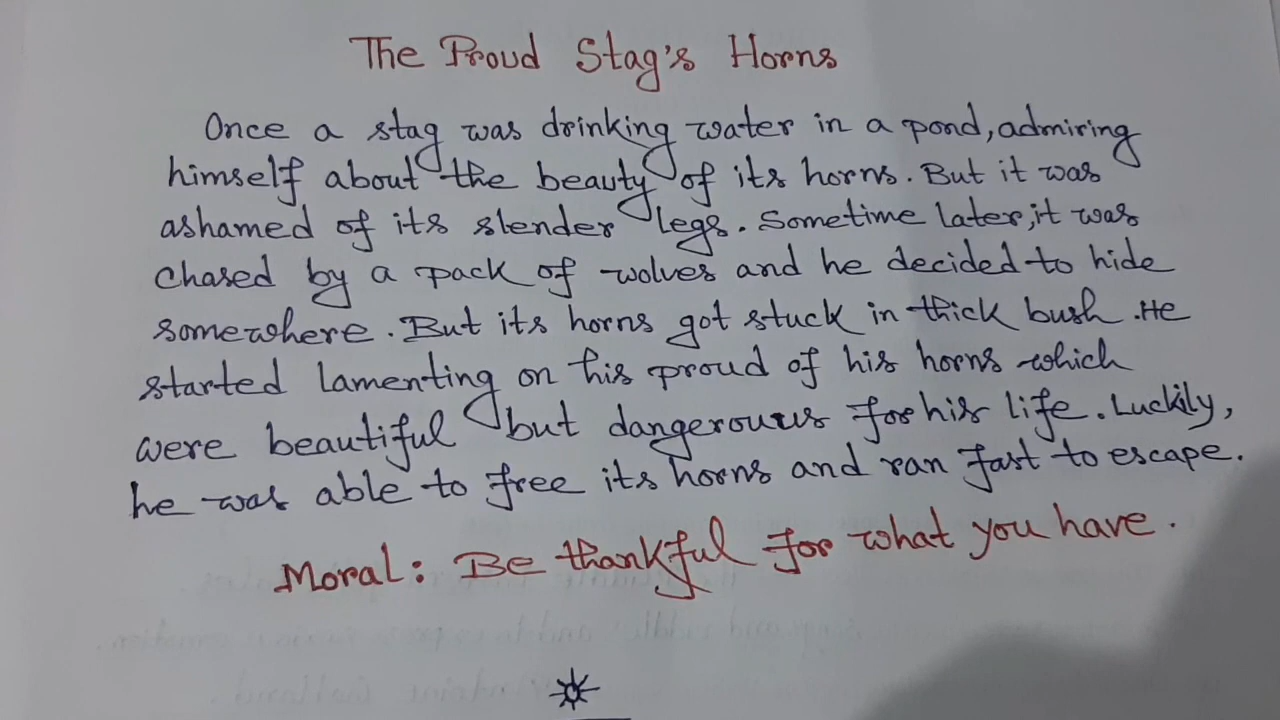 The Proud Stag's Horns
Once a stag was drinking water in a pond, admiring
himself about the beauty of its horns. But it was
ashamed of its slender legs. Sometime later, it was
chased by a pack of wolves and he decided to hide
somewhere. But its horns got stuck in thick bush. He
started lamenting on his proud of his horns which
were beautiful but dangerouus for his life. Luckily,
he was able to free its horns and ran fast to escape.
Moral: Be thankful for what you have.